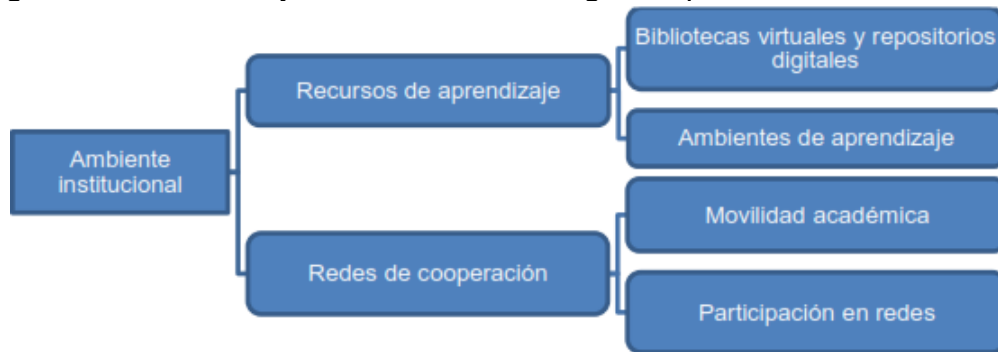 Ambiente
institucional
Recursos de aprendizaje
Bibliotecas virtuales y repositorios
digitales
Ambientes de aprendizaje
Redes de cooperación
Movilidad académica
Participación en redes